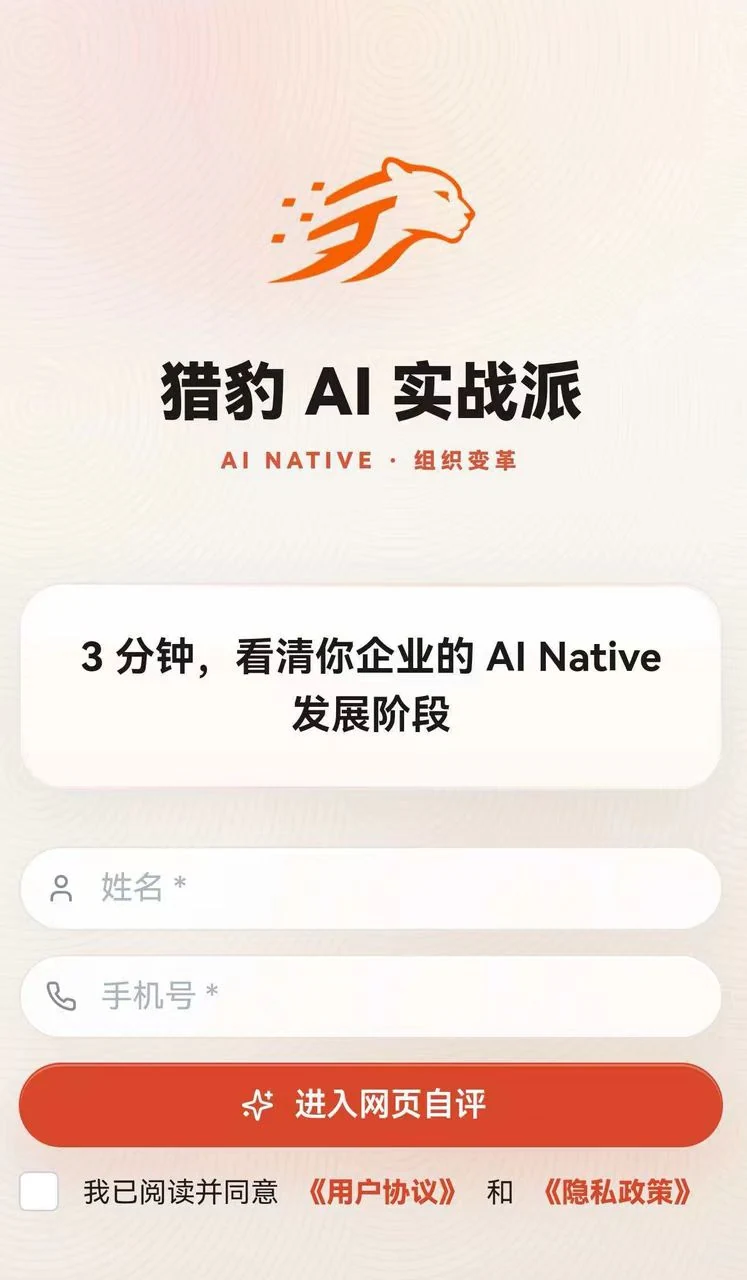 猎豹 AI 实战派
AI NATIVE · 组织变革
3 分钟，看清你企业的 AI Native
发展阶段
姓名 *
手机号 *
进入网页自评
我已阅读并同意 《用户协议》 和 《隐私政策》